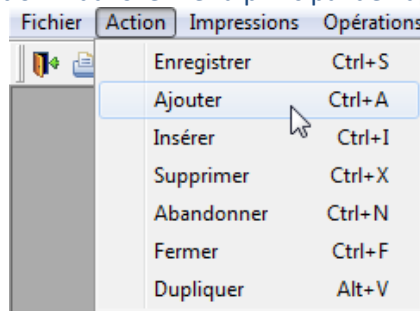 Fichier Action Impressions Opérations
Enregistrer Ctrl+S
Ajouter Ctrl+A
Insérer Ctrl+I
Supprimer Ctrl+X
Abandonner Ctrl+N
Fermer Ctrl+F
Dupliquer Alt+V